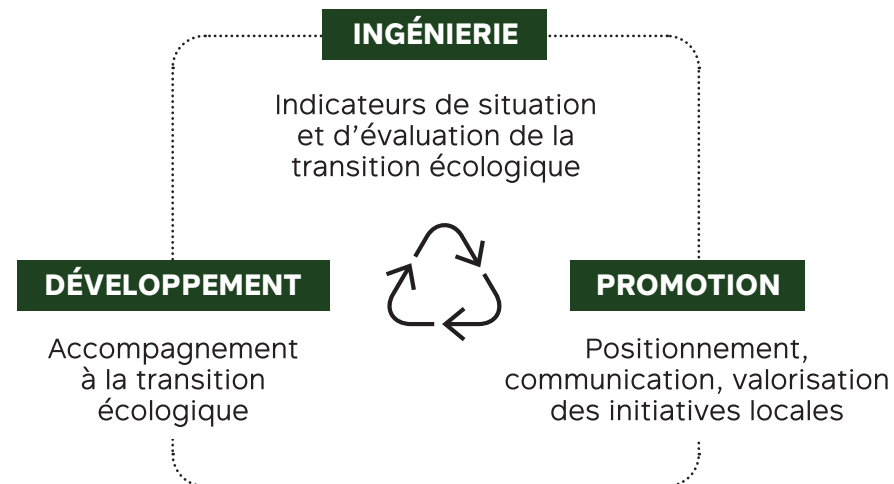 INGÉNIERIE
Indicateurs de situation
et d’évaluation de la
transition écologique
DÉVELOPPEMENT
Accompagnement
à la transition
écologique
PROMOTION
Positionnement,
communication, valorisation
des initiatives locales